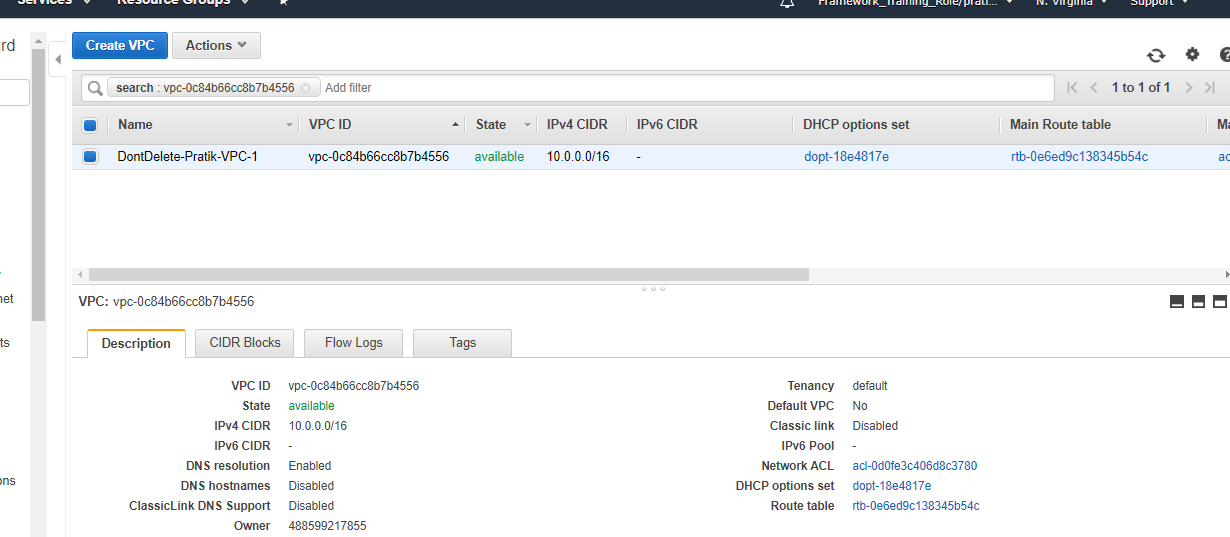 Services Resource Groups Framework_Training_Role/prati... N. Virginia Support
rd
Create VPC Actions
search : vpc-0c84b66cc8b7b4556 Add filter 1 to 1 of 1
Name VPC ID State IPv4 CIDR IPv6 CIDR DHCP options set Main Route table Ma
DontDelete-Pratik-VPC-1 vpc-0c84b66cc8b7b4556 available 10.0.0.0/16 - dopt-18e4817e rtb-0e6ed9c138345b54c ac
net
VPC: vpc-0c84b66cc8b7b4556
ts
Description CIDR Blocks Flow Logs Tags
VPC ID vpc-0c84b66cc8b7b4556 Tenancy default
State available Default VPC No
IPv4 CIDR 10.0.0.0/16 Classic link Disabled
IPv6 CIDR - IPv6 Pool -
DNS resolution Enabled Network ACL acl-0d0fe3c406d8c3780
ons
DNS hostnames Disabled DHCP options set dopt-18e4817e
ClassicLink DNS Support Disabled Route table rtb-0e6ed9c138345b54c
Owner 488599217855